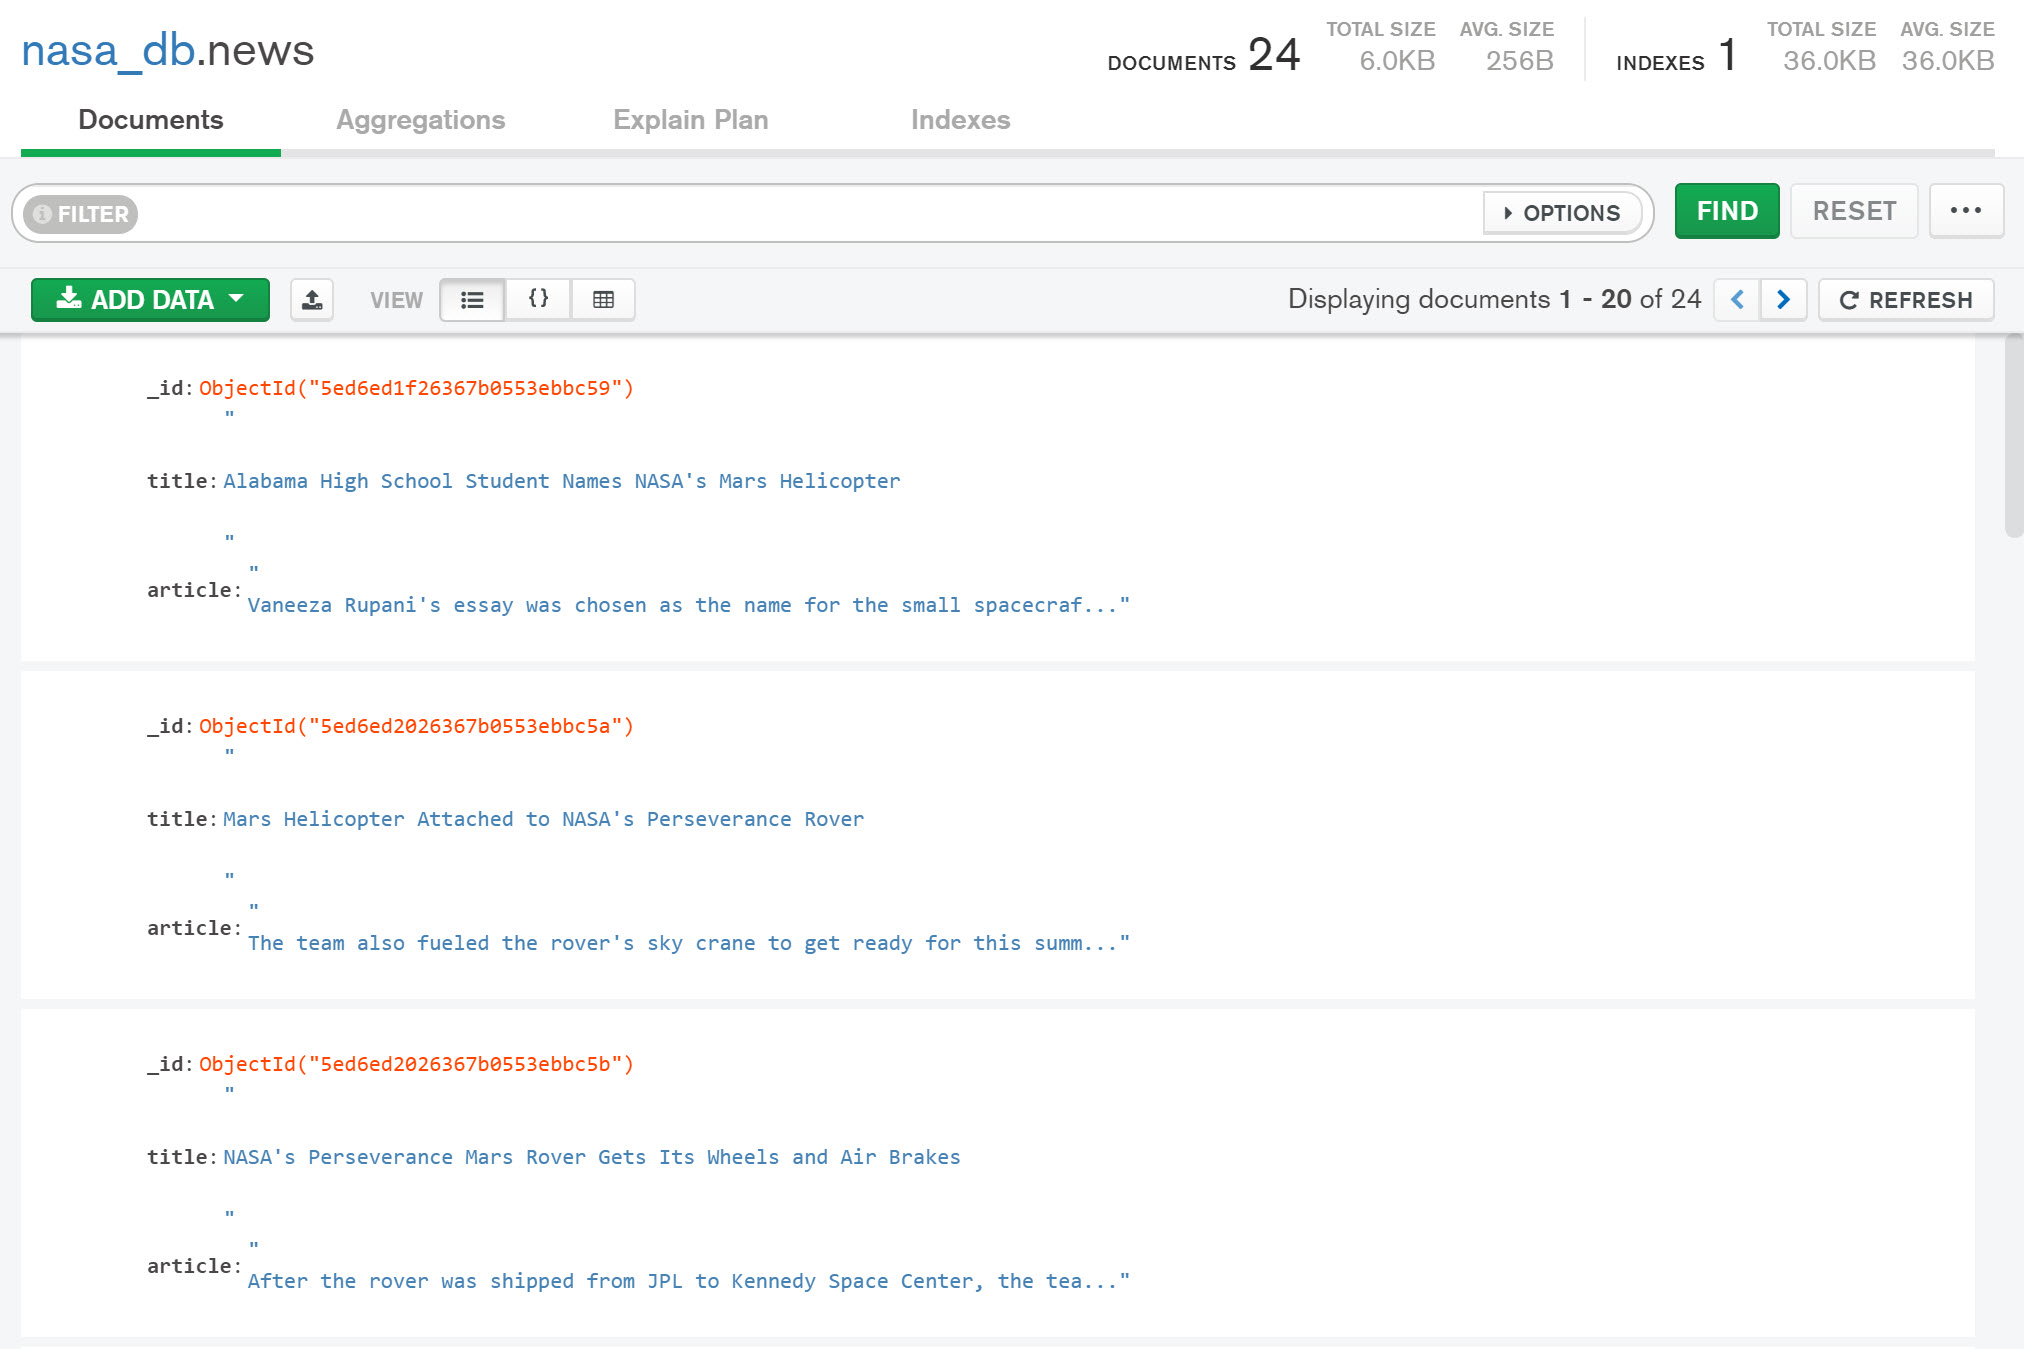 nasa_db.news
DOCUMENTS 24 TOTAL SIZE 6.0KB AVG. SIZE 256B INDEXES 1 TOTAL SIZE 36.0KB AVG. SIZE 36.0KB
Documents Aggregations Explain Plan Indexes
FILTER OPTIONS FIND RESET ...
ADD DATA VIEW {} Displaying documents 1 - 20 of 24 REFRESH
_id: ObjectId("5ed6ed1f26367b0553ebbc59")
"
title: Alabama High School Student Names NASA's Mars Helicopter
"
"
article:
Vaneeza Rupani's essay was chosen as the name for the small spacecraf..."
_id: ObjectId("5ed6ed2026367b0553ebbc5a")
"
title: Mars Helicopter Attached to NASA's Perseverance Rover
"
"
article:
The team also fueled the rover's sky crane to get ready for this summ..."
_id: ObjectId("5ed6ed2026367b0553ebbc5b")
"
title: NASA's Perseverance Mars Rover Gets Its Wheels and Air Brakes
"
"
article:
After the rover was shipped from JPL to Kennedy Space Center, the tea..."